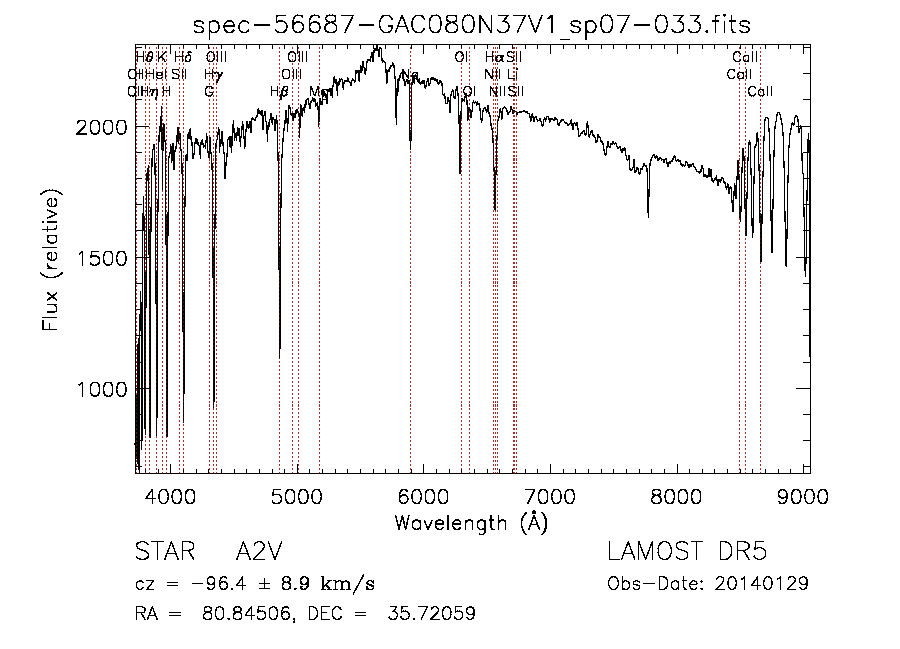 spec-56687-GAC080N37V1_sp07-033.fits
Hθ K Hδ OIII OIII OI Hα SII CaII
OII HeI SII Hγ OIII Na NII Li CaII
OII Hη H G Hβ Mg OI NII SII CaII
2000
1500
1000
Flux (relative)
4000 5000 6000 7000 8000 9000
Wavelength (Å)
STAR A2V LAMOST DR5
cz = -96.4 ± 8.9 km/s Obs-Date: 20140129
RA = 80.84506, DEC = 35.72059